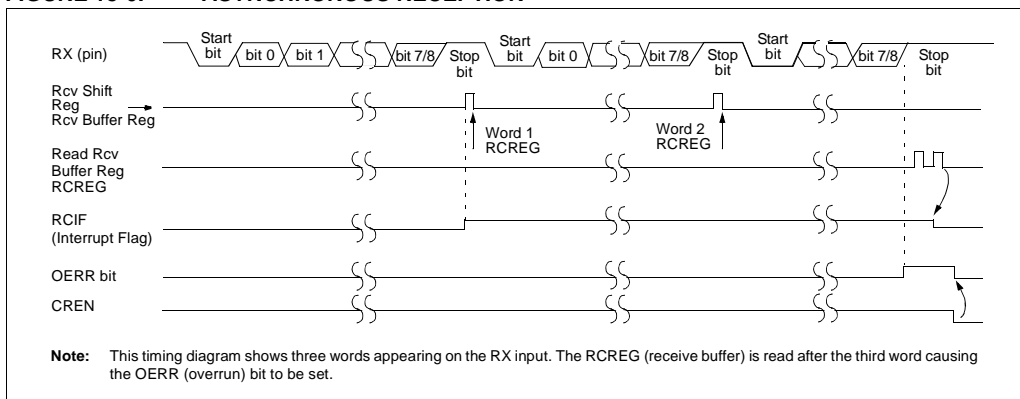 RX (pin)
Start
bit
bit 0
bit 1
bit 7/8
Stop
bit
Start
bit
bit 0
bit 7/8
Stop
bit
Start
bit
bit 7/8
Stop
bit
Rcv Shift
Reg
Rcv Buffer Reg
Word 1
RCREG
Word 2
RCREG
Read Rcv
Buffer Reg
RCREG
RCIF
(Interrupt Flag)
OERR bit
CREN
Note: This timing diagram shows three words appearing on the RX input. The RCREG (receive buffer) is read after the third word causing
the OERR (overrun) bit to be set.